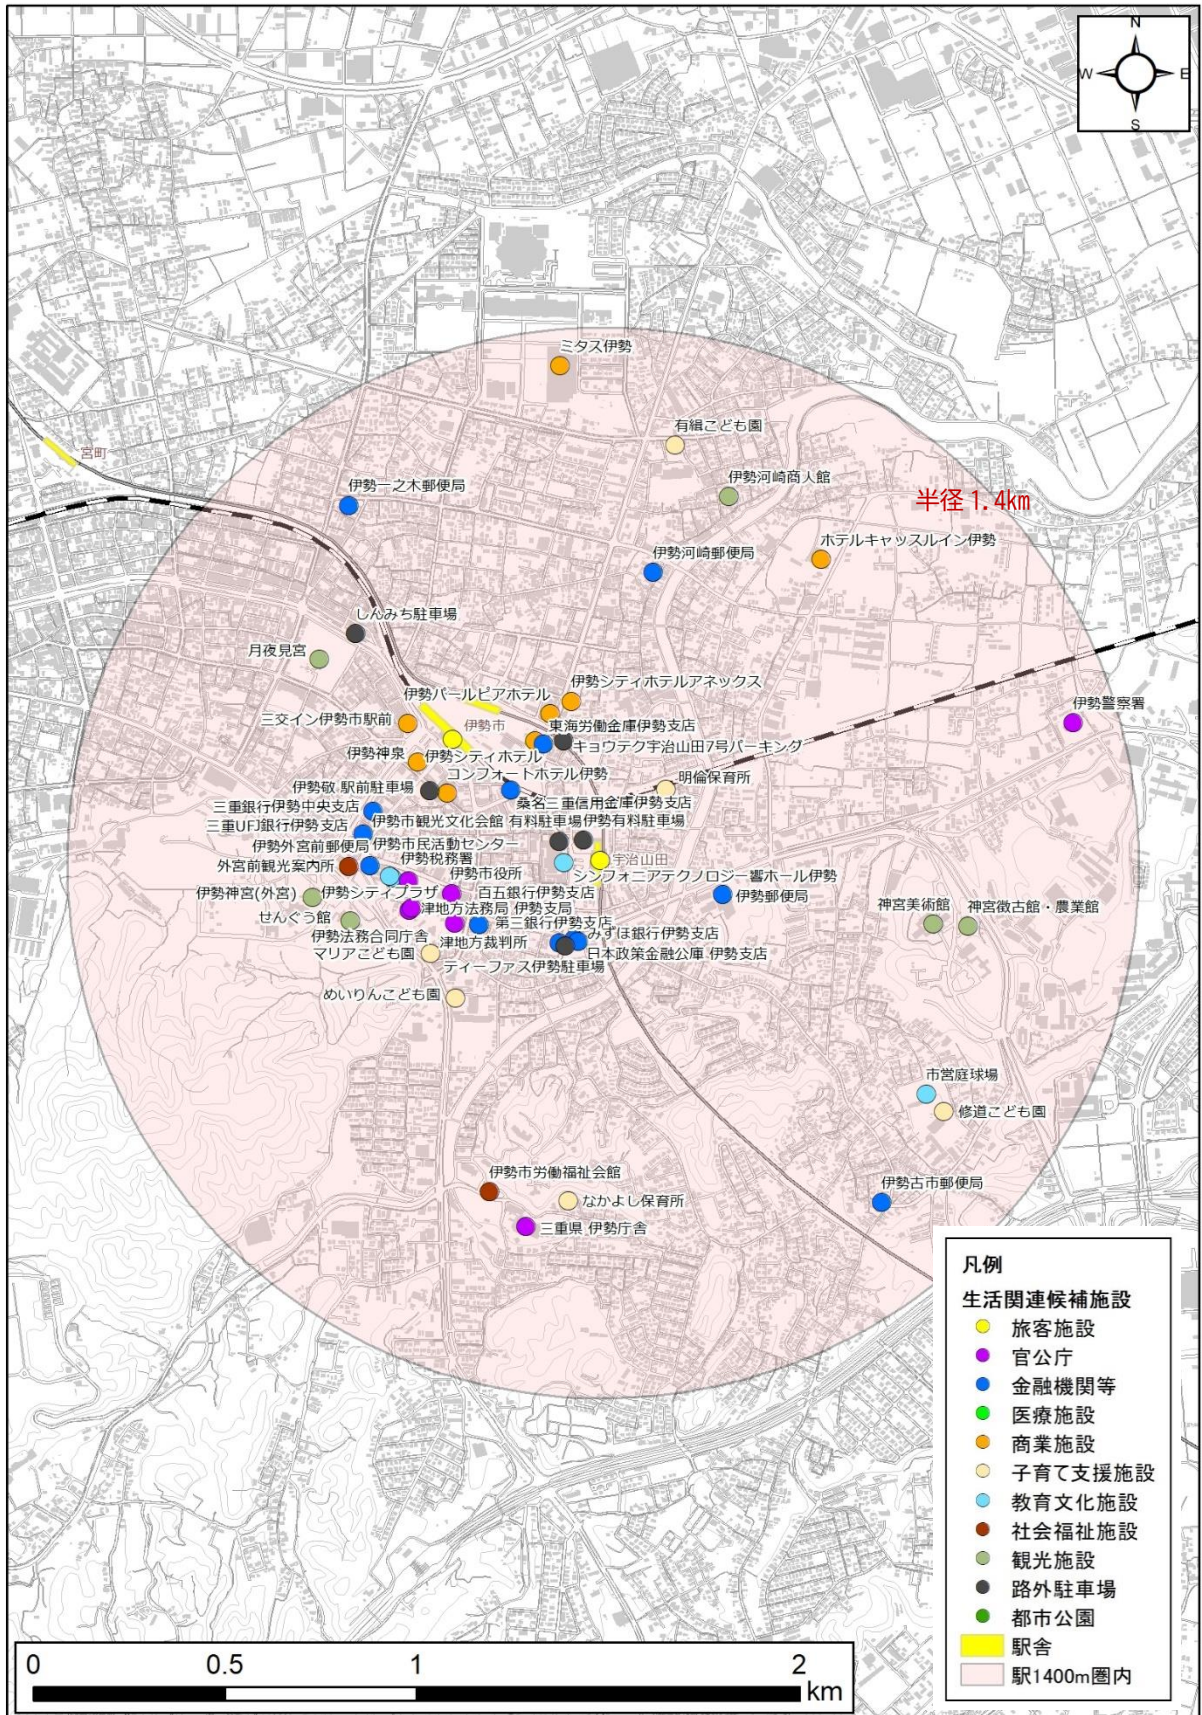 N
W
E
S
ミタス伊勢
有緝こども園
宮町
伊勢河崎商人館
伊勢一之木郵便局
半径1.4km
ホテルキャッスルイン伊勢
伊勢河崎郵便局
しんみち駐車場
月夜見宮
伊勢シティホテルアネックス
伊勢パールピアホテル
伊勢警察署
三交イン伊勢市駅前
伊勢市
東海労働金庫伊勢支店
キョウテク宇治山田7号パーキング
伊勢神泉
伊勢シティホテル
コンフォートホテル伊勢
明倫保育所
伊勢敬 駅前駐車場
三重銀行伊勢中央支店
桑名三重信用金庫伊勢支店
三重UFJ銀行伊勢支店
伊勢市観光文化会館 有料駐車場
伊勢有料駐車場
伊勢外宮前郵便局
伊勢市民活動センター
外宮前観光案内所
伊勢税務署
宇治山田
伊勢市役所
シンフォニアテクノロジー響ホール伊勢
伊勢神宮(外宮)
伊勢シティプラザ
百五銀行伊勢支店
伊勢郵便局
神宮美術館
神宮徴古館・農業館
せんぐう館
津地方法務局 伊勢支局
第三銀行伊勢支店
伊勢法務合同庁舎
みずほ銀行伊勢支店
マリアこども園
津地方裁判所
日本政策金融公庫 伊勢支店
ティーファス伊勢駐車場
めいりんこども園
市営庭球場
修道こども園
伊勢市労働福祉会館
伊勢古市郵便局
なかよし保育所
三重県 伊勢庁舎
凡例
生活関連候補施設
旅客施設
官公庁
金融機関等
医療施設
商業施設
子育て支援施設
教育文化施設
社会福祉施設
観光施設
路外駐車場
都市公園
駅舎
駅1400m圏内
0
0.5
1
2
km